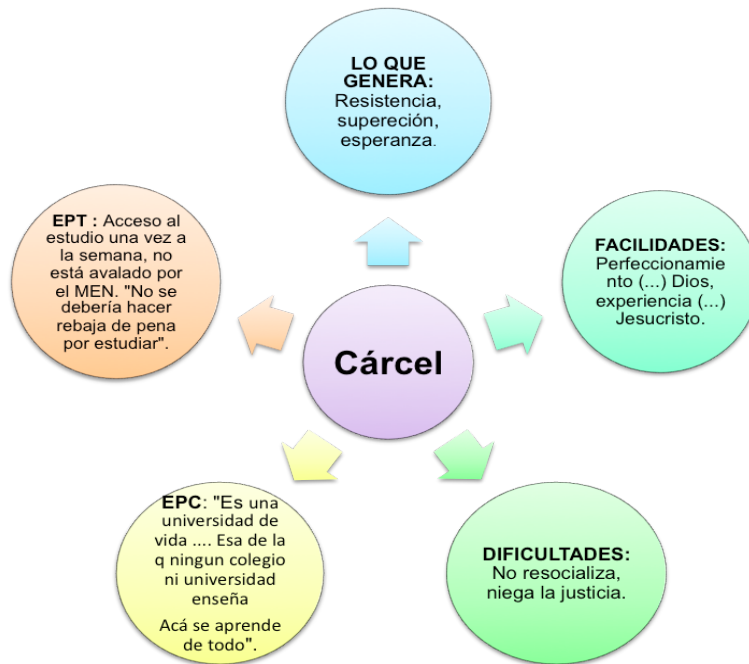 LO QUE
GENERA:
Resistencia,
supereción,
esperanza.
EPT : Acceso al
estudio una vez a
la semana, no
está avalado por
el MEN. "No se
debería hacer
rebaja de pena
por estudiar".
FACILIDADES:
Perfeccionamie
nto (...) Dios,
experiencia (...)
Jesucristo.
Cárcel
EPC: "Es una
universidad de
vida .... Esa de la
q ningun colegio
ni universidad
enseña
Acá se aprende
de todo".
DIFICULTADES:
No resocializa,
niega la justicia.